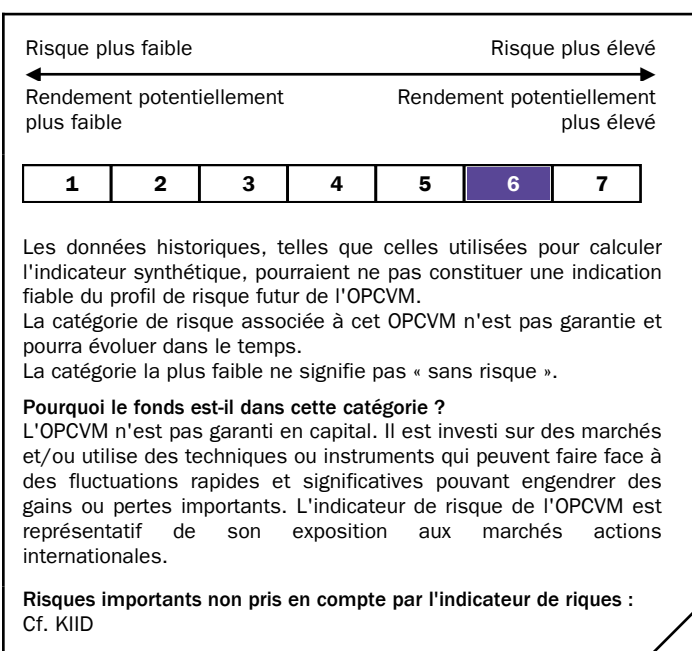 Risque plus faible Risque plus élevé
Rendement potentiellement Rendement potentiellement
plus faible plus élevé
1 2 3 4 5 6 7
Les données historiques, telles que celles utilisées pour calculer
l'indicateur synthétique, pourraient ne pas constituer une indication
fiable du profil de risque futur de l'OPCVM.
La catégorie de risque associée à cet OPCVM n'est pas garantie et
pourra évoluer dans le temps.
La catégorie la plus faible ne signifie pas « sans risque ».
Pourquoi le fonds est-il dans cette catégorie ?
L'OPCVM n'est pas garanti en capital. Il est investi sur des marchés
et/ou utilise des techniques ou instruments qui peuvent faire face à
des fluctuations rapides et significatives pouvant engendrer des
gains ou pertes importants. L'indicateur de risque de l'OPCVM est
représentatif de son exposition aux marchés actions
internationales.
Risques importants non pris en compte par l'indicateur de riques :
Cf. KIID